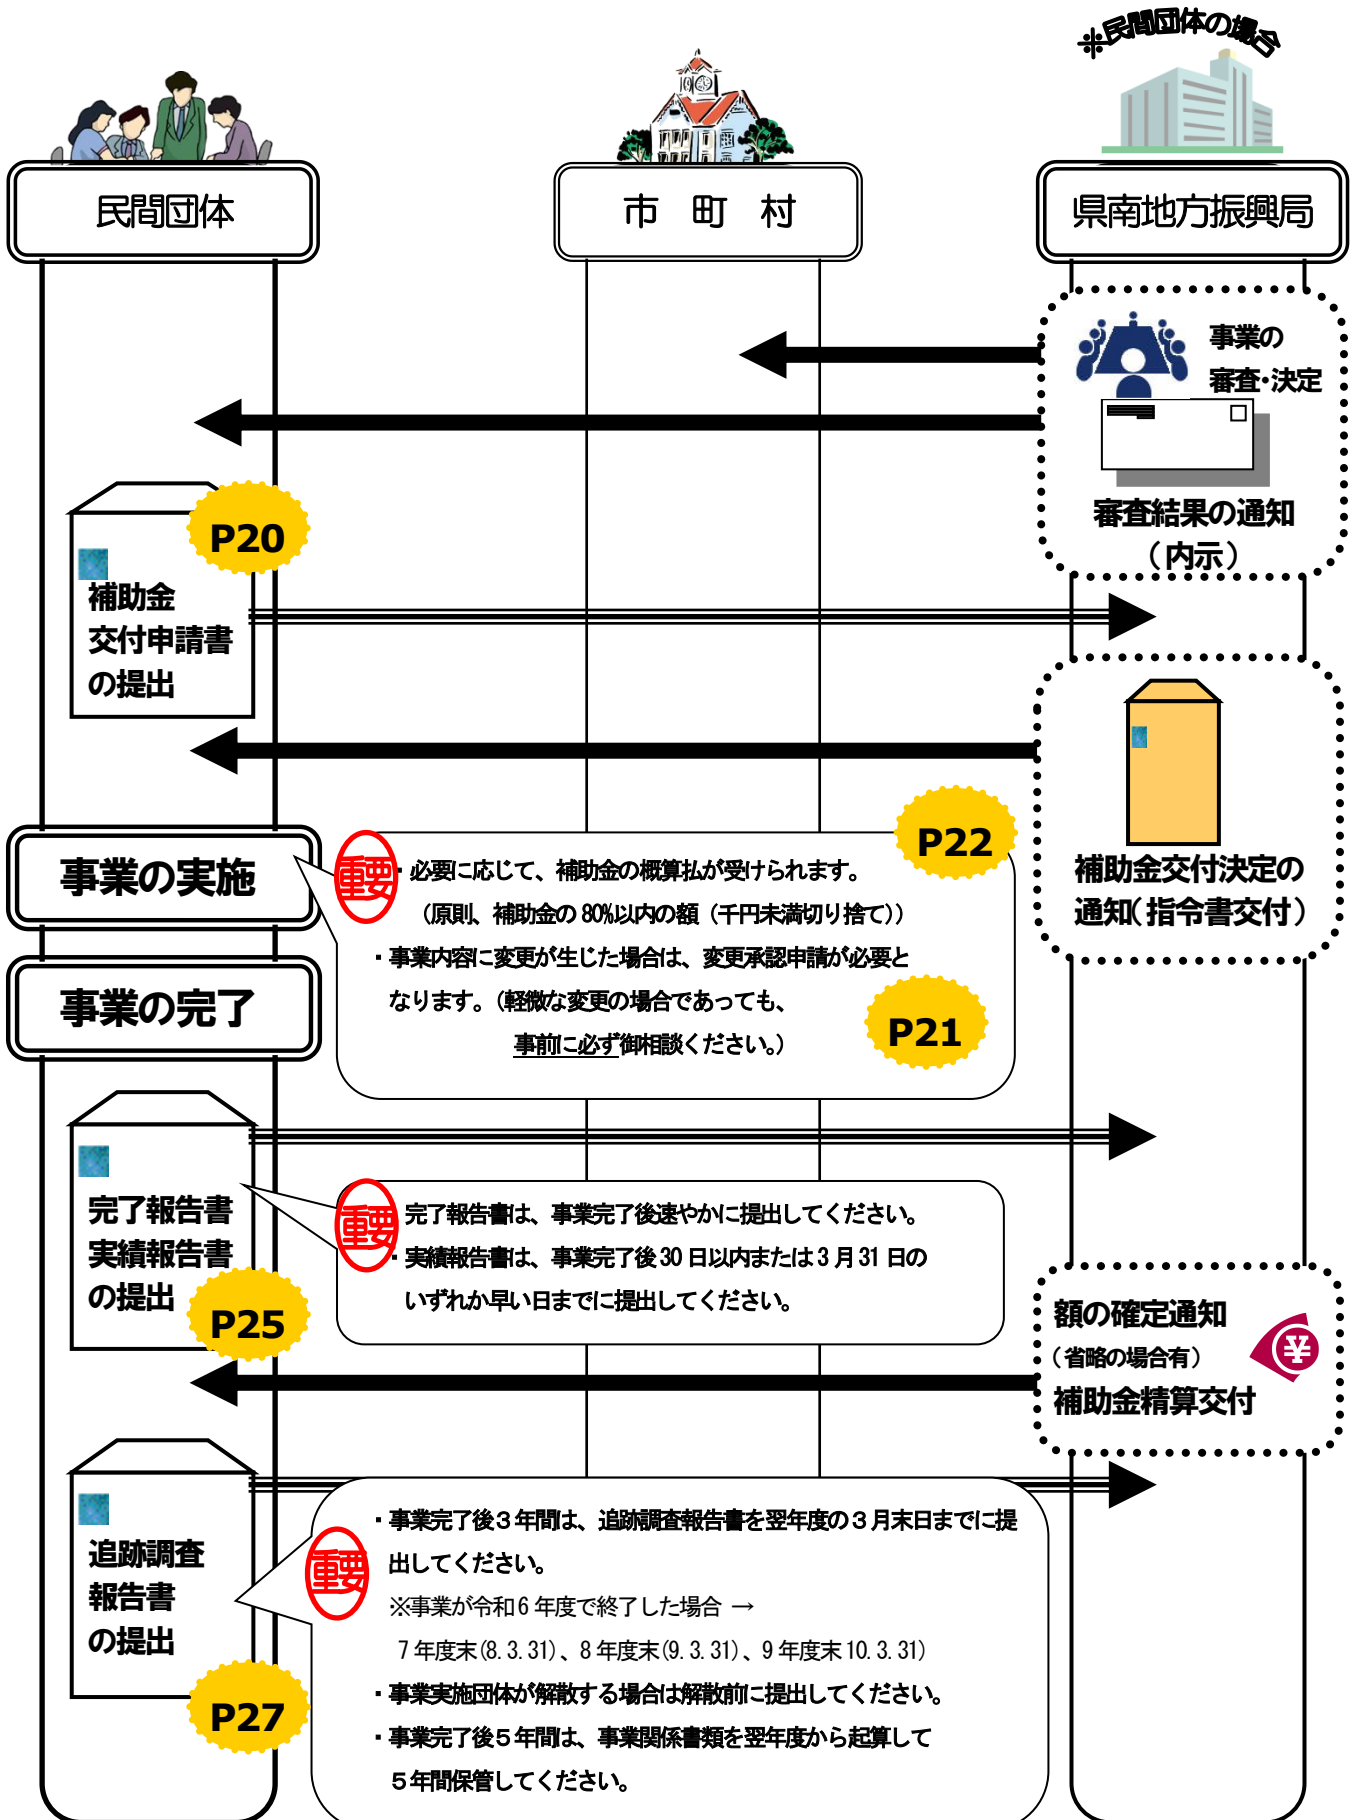 ※民間団体の場合
民間団体
市町村
県南地方振興局
事業の
審査・決定
審査結果の通知
（内示）
P20
補助金
交付申請書
の提出
補助金交付決定の
通知（指令書交付）
事業の実施
P22
重要
・必要に応じて、補助金の概算払が受けられます。
（原則、補助金の80%以内の額（千円未満切り捨て））
・事業内容に変更が生じた場合は、変更承認申請が必要と
なります。（軽微な変更の場合であっても、
事前に必ず御相談ください。）
P21
事業の完了
完了報告書
実績報告書
の提出
P25
重要
完了報告書は、事業完了後速やかに提出してください。
・実績報告書は、事業完了後30日以内または3月31日の
いずれか早い日までに提出してください。
額の確定通知
（省略の場合有）
補助金精算交付
¥
追跡調査
報告書
の提出
P27
重要
・事業完了後３年間は、追跡調査報告書を翌年度の３月末日までに提
出してください。
※事業が令和6年度で終了した場合 →
7年度末(8.3.31)、8年度末(9.3.31)、9年度末10.3.31)
・事業実施団体が解散する場合は解散前に提出してください。
・事業完了後５年間は、事業関係書類を翌年度から起算して
５年間保管してください。